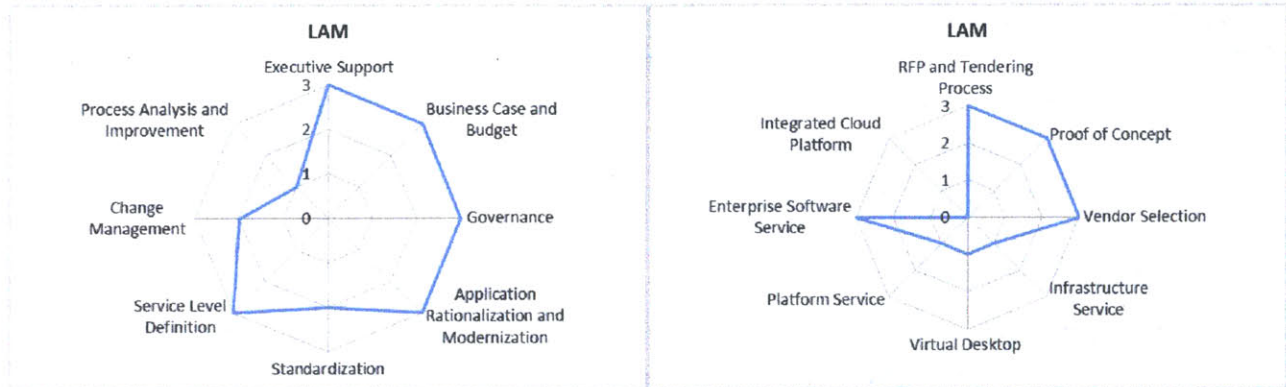 LAM
Executive Support
3
Business Case and
Budget
Process Analysis and
Improvement
2
1
Change
Management
0
Governance
Service Level
Definition
Application
Rationalization and
Modernization
Standardization
LAM
RFP and Tendering
Process
3
Integrated Cloud
Platform
Proof of Concept
2
1
Enterprise Software
Service
0
Vendor Selection
Platform Service
Infrastructure
Service
Virtual Desktop